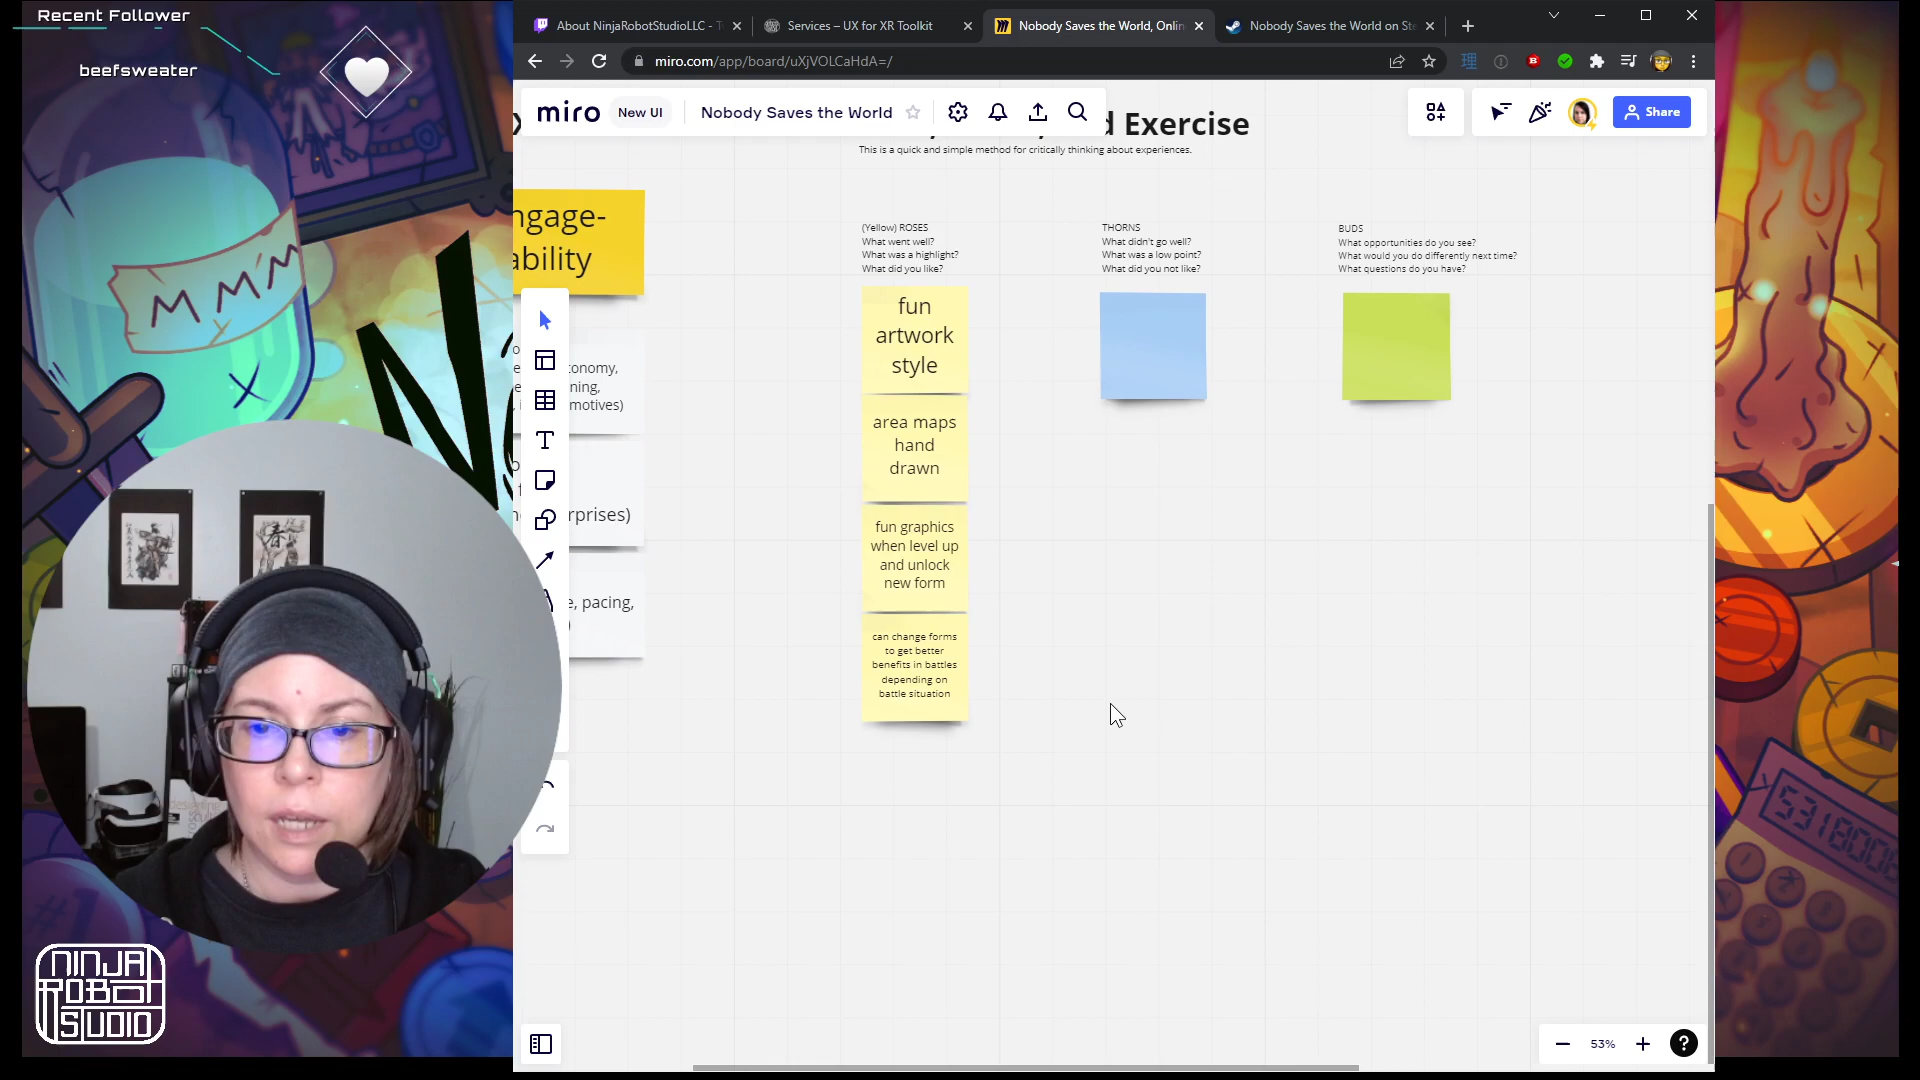 Recent Follower
beefsweater
MMM
NINJA
ROBOT
STUDIO
About NinjaRobotStudioLLC - T
Services – UX for XR Toolkit
Nobody Saves the World, Onlin
Nobody Saves the World on Ste
miro.com/app/board/uXjVOLCaHdA=/
miro
New UI
Nobody Saves the World
Share
d Exercise
This is a quick and simple method for critically thinking about experiences.
ngage-
ability
tonomy,
ning,
motives)
rprises)
e, pacing,
(Yellow) ROSES
What went well?
What was a highlight?
What did you like?
fun
artwork
style
area maps
hand
drawn
fun graphics
when level up
and unlock
new form
can change forms
to get better
benefits in battles
depending on
battle situation
THORNS
What didn't go well?
What was a low point?
What did you not like?
BUDS
What opportunities do you see?
What would you do differently next time?
What questions do you have?
53%
5318008